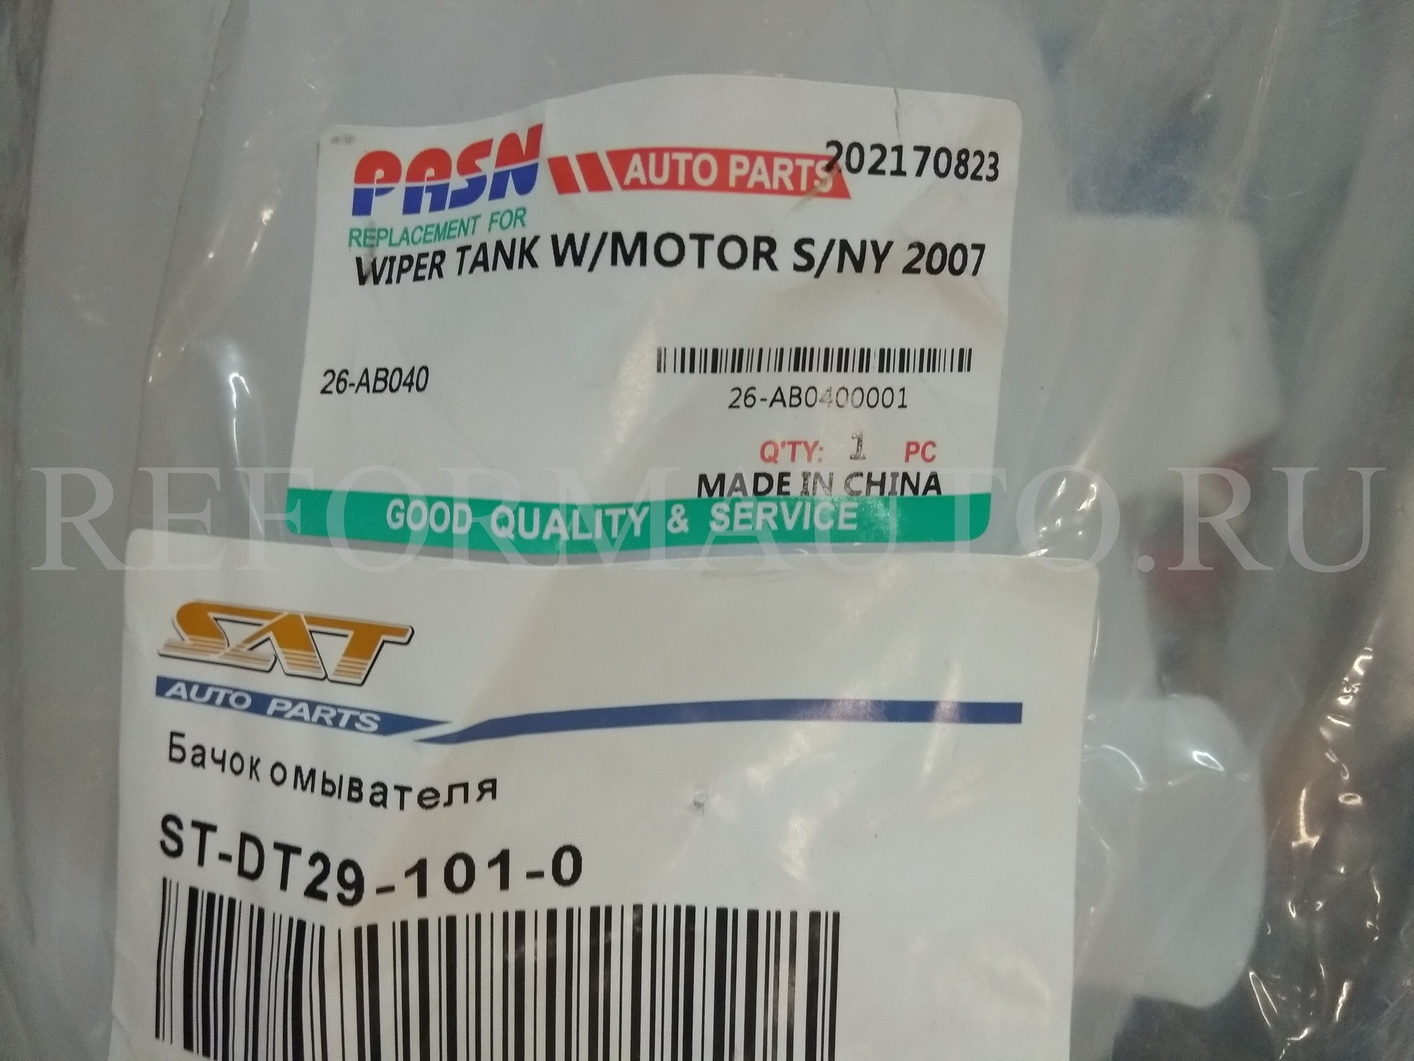 PASN AUTO PARTS 202170823
REPLACEMENT FOR
WIPER TANK W/MOTOR S/NY 2007
26-AB040
26-AB0400001
Q'TY: 1 PC
MADE IN CHINA
GOOD QUALITY & SERVICE
REFORMAUTO.RU
SAT
AUTO PARTS
Бачок омывателя
ST-DT29-101-0